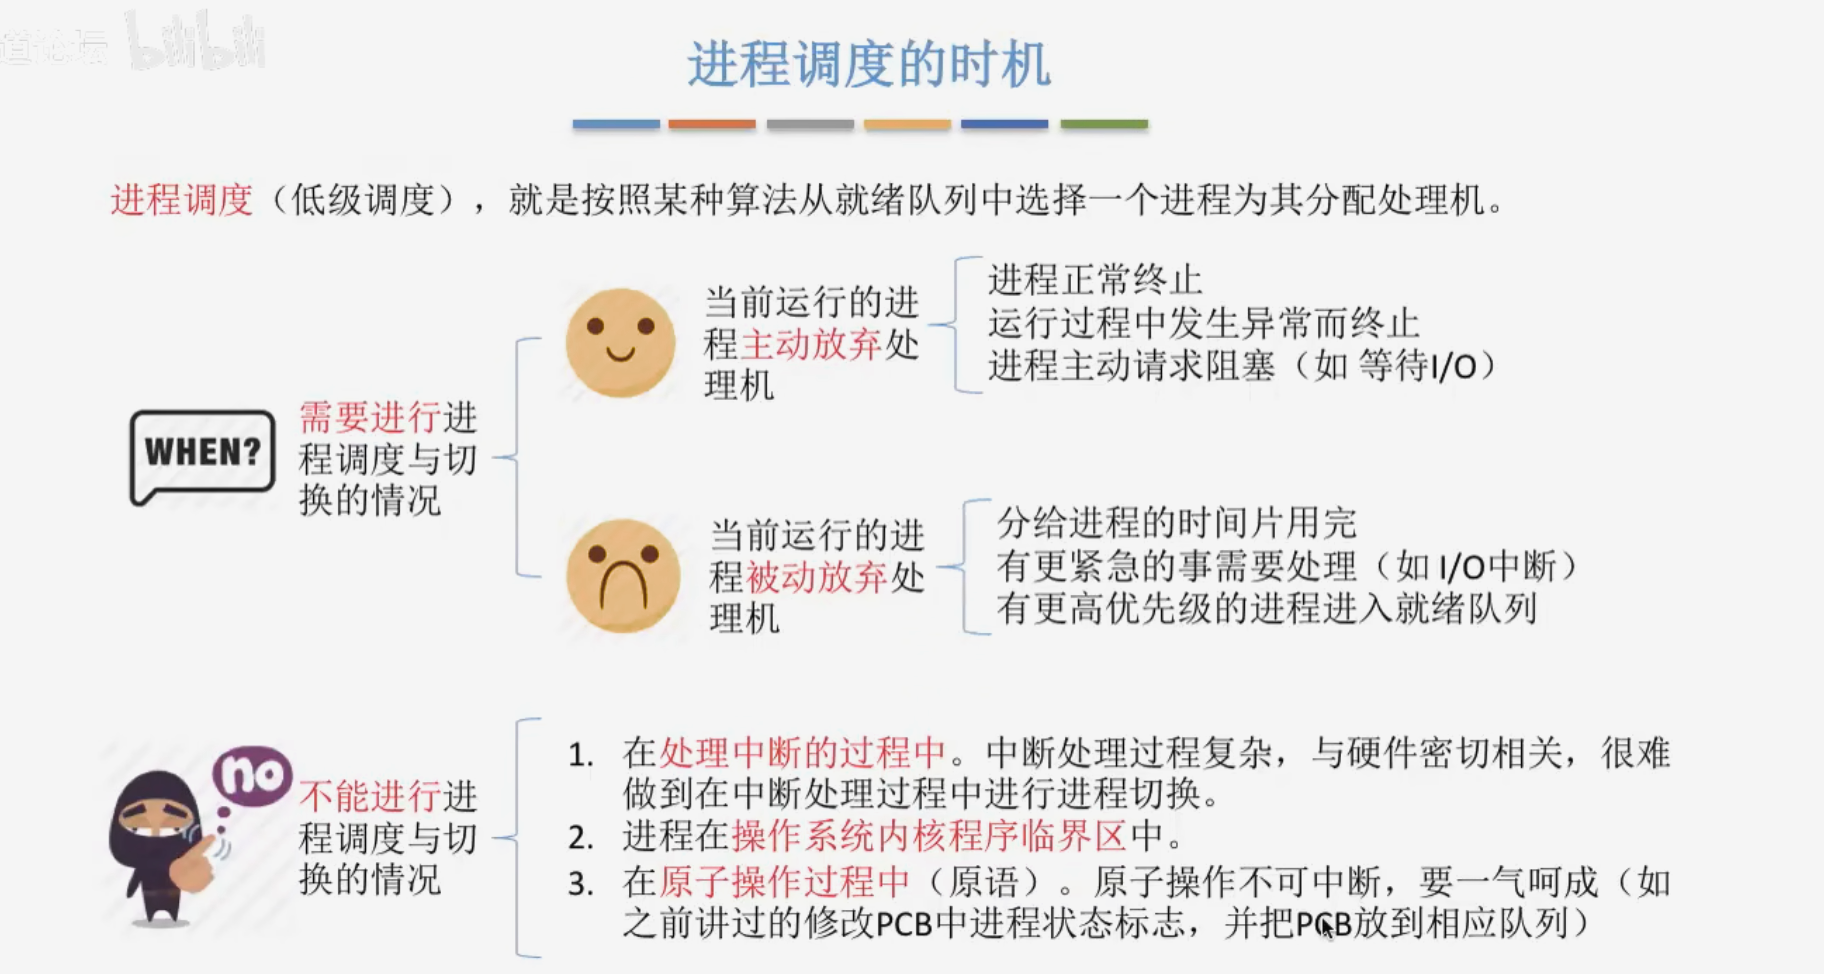 道论坛 bilibili
进程调度的时机
进程调度（低级调度），就是按照某种算法从就绪队列中选择一个进程为其分配处理机。
当前运行的进
程主动放弃处
理机
进程正常终止
运行过程中发生异常而终止
进程主动请求阻塞（如 等待I/O）
WHEN?
需要进行进
程调度与切
换的情况
当前运行的进
程被动放弃处
理机
分给进程的时间片用完
有更紧急的事需要处理（如 I/O中断）
有更高优先级的进程进入就绪队列
no
不能进行进
程调度与切
换的情况
1. 在处理中断的过程中。中断处理过程复杂，与硬件密切相关，很难
做到在中断处理过程中进行进程切换。
2. 进程在操作系统内核程序临界区中。
3. 在原子操作过程中（原语）。原子操作不可中断，要一气呵成（如
之前讲过的修改PCB中进程状态标志，并把PCB放到相应队列）